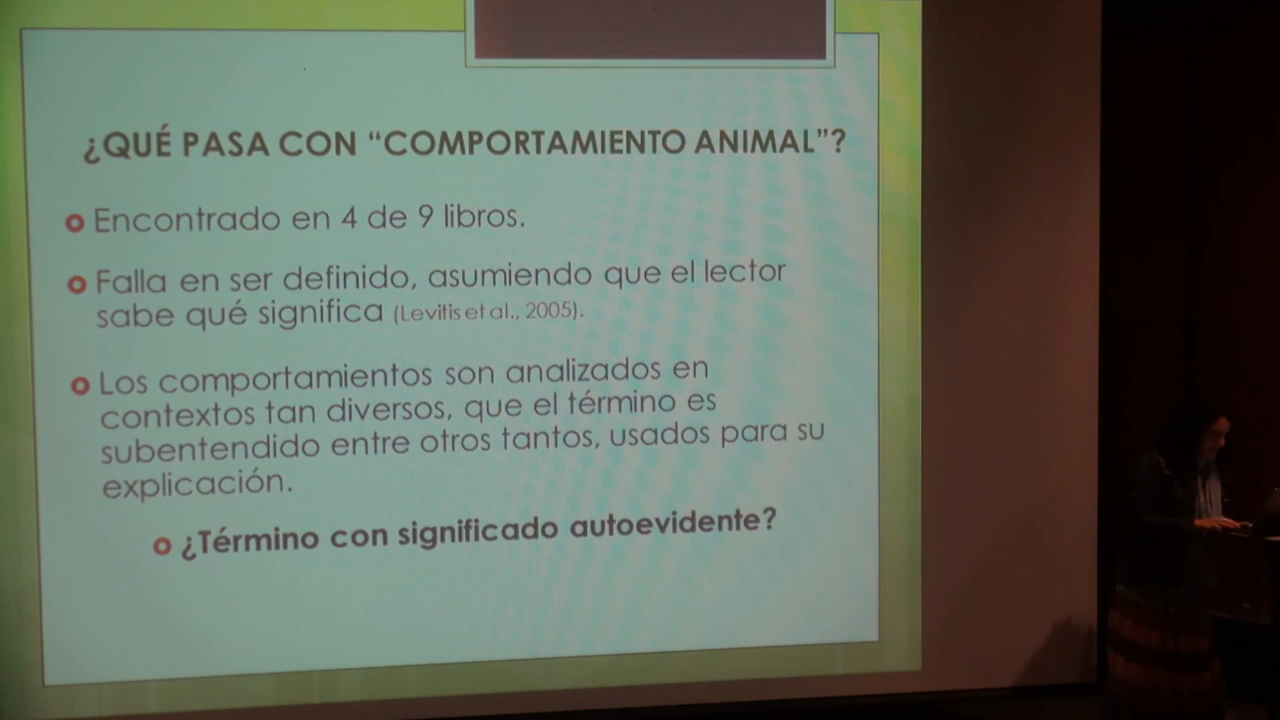 ¿QUÉ PASA CON “COMPORTAMIENTO ANIMAL”?
Encontrado en 4 de 9 libros.
Falla en ser definido, asumiendo que el lector
sabe qué significa (Levitis et al., 2005).
Los comportamientos son analizados en
contextos tan diversos, que el término es
subentendido entre otros tantos, usados para su
explicación.
¿Término con significado autoevidente?